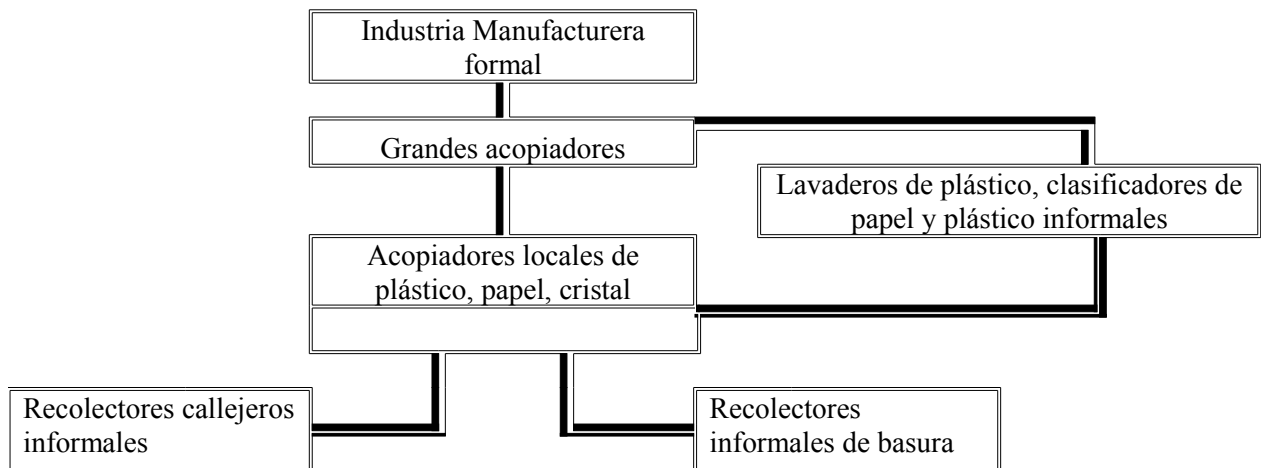 Industria Manufacturera
formal
Grandes acopiadores
Lavaderos de plástico, clasificadores de
papel y plástico informales
Acopiadores locales de
plástico, papel, cristal
Recolectores callejeros
informales
Recolectores
informales de basura